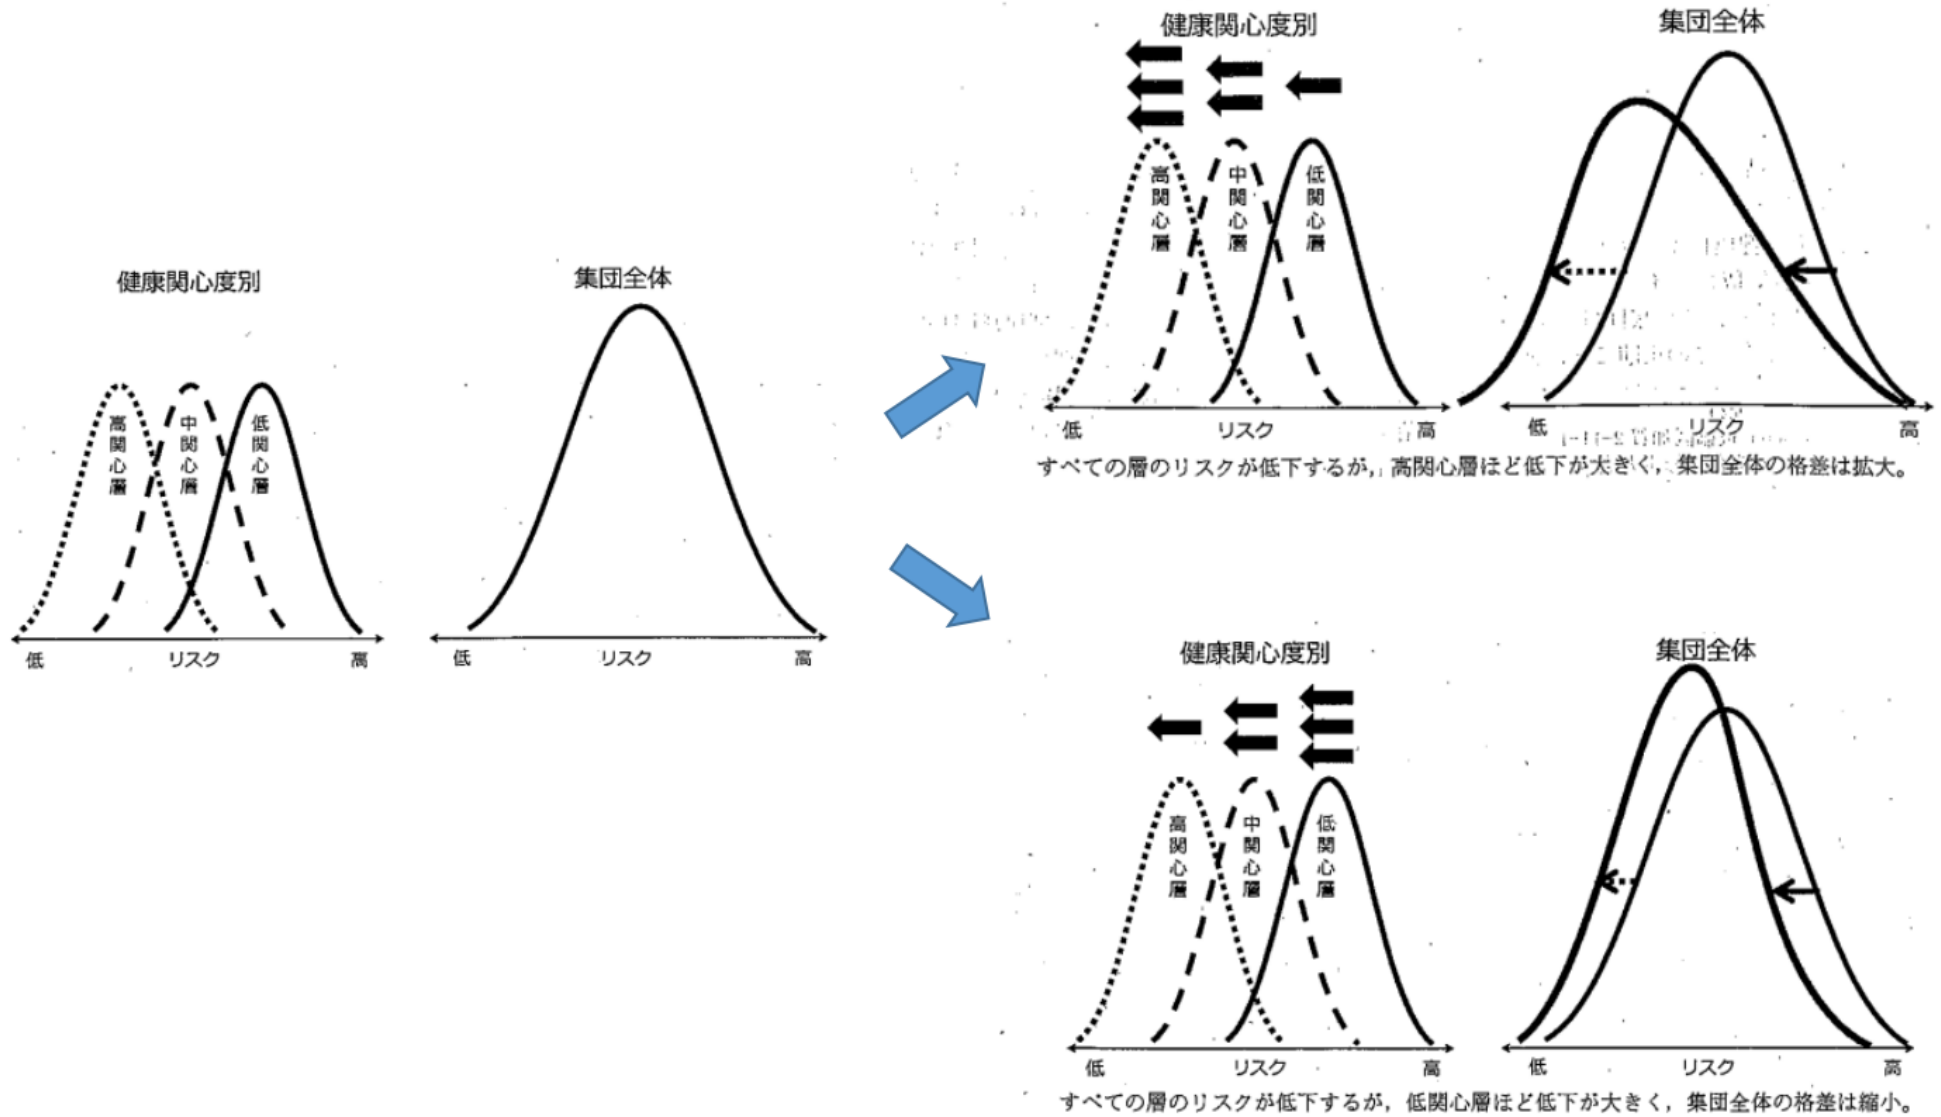 健康関心度別
集団全体
高関心層
中関心層
低関心層
低
リスク
高
低
リスク
高
健康関心度別
集団全体
高関心層
中関心層
低関心層
低
リスク
高
低
リスク
高
すべての層のリスクが低下するが，高関心層ほど低下が大きく，集団全体の格差は拡大。
健康関心度別
集団全体
高関心層
中関心層
低関心層
低
リスク
高
低
リスク
高
すべての層のリスクが低下するが，低関心層ほど低下が大きく，集団全体の格差は縮小。